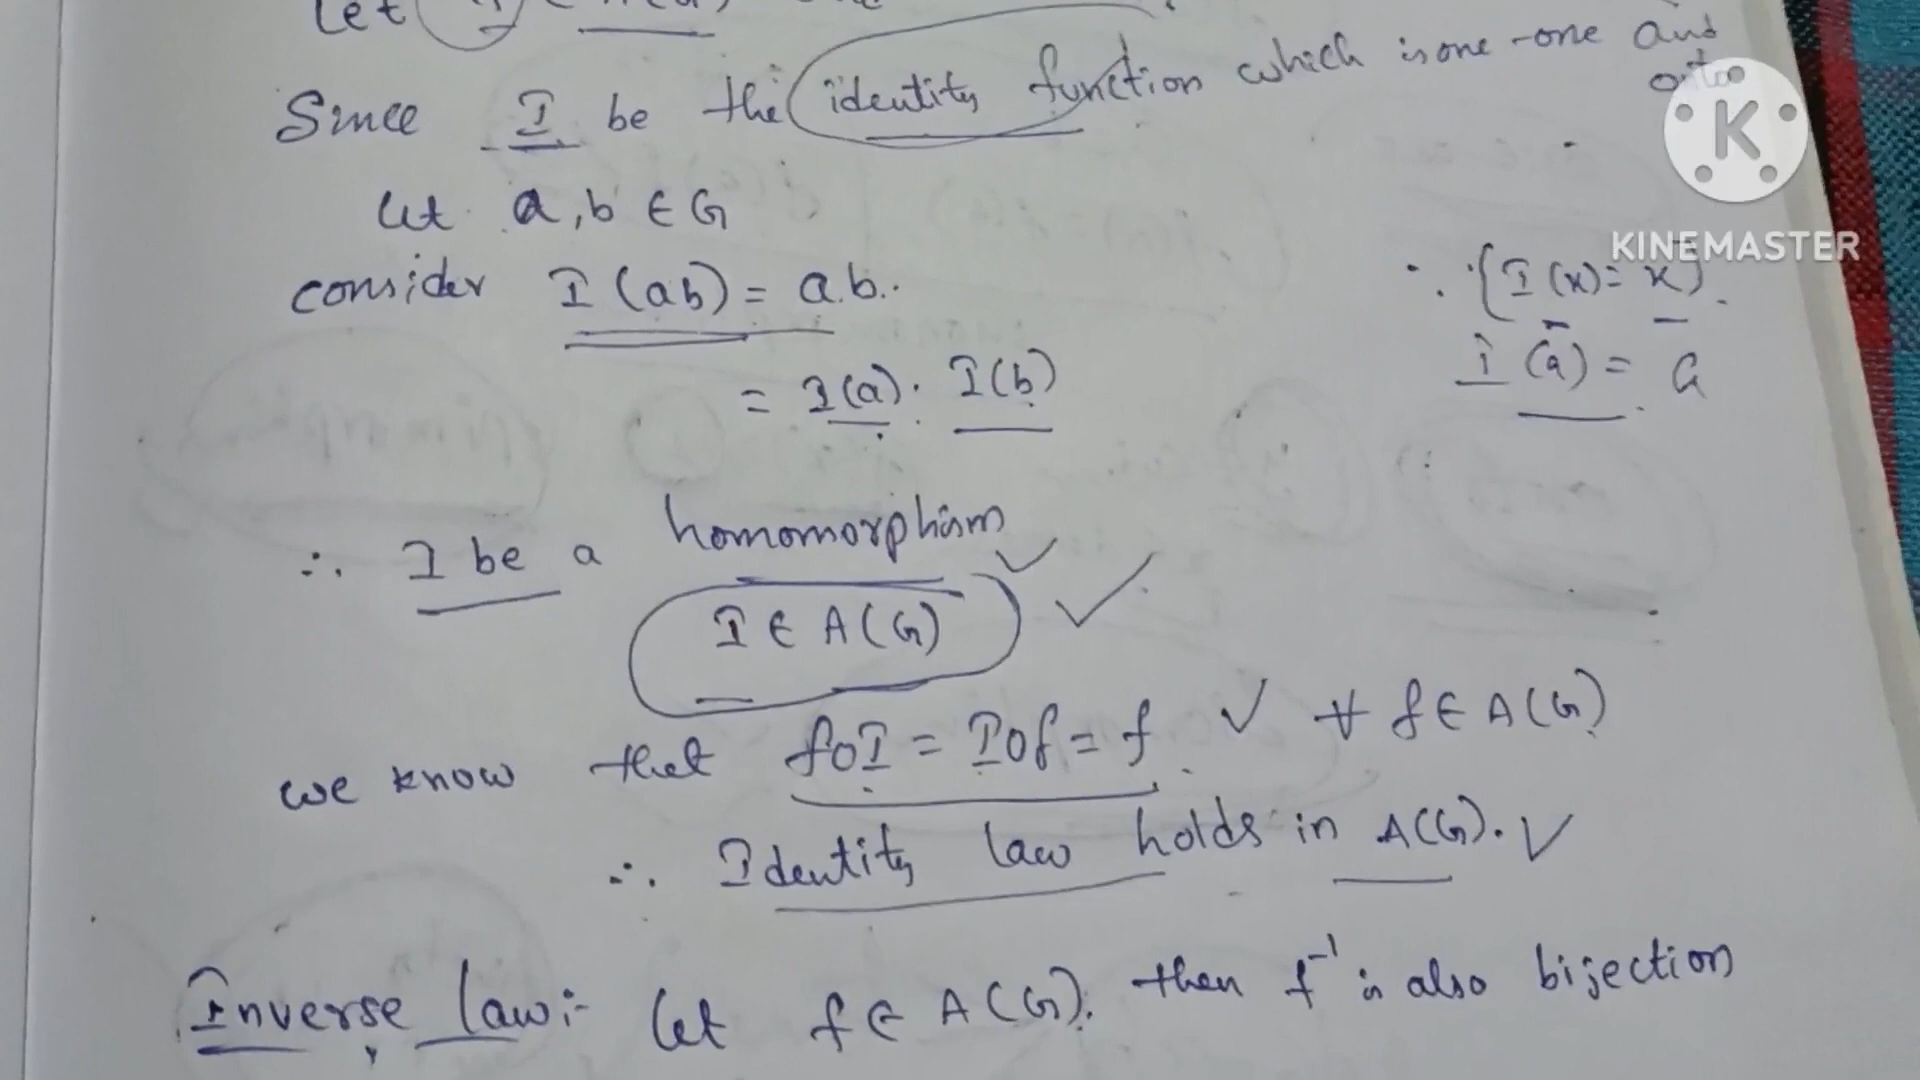 Let I
Since I be the identity function which is one-one and
onto
let a,b ∈ G
consider I(ab) = a.b.
∵ {I(x)=x}
= I(a). I(b)
I(a) = a
∴ I be a homomorphism
I ∈ A(G)
we know that foI = Iof = f ✓ ∀ f ∈ A(G)
∴ Identity law holds in A(G). ✓
Inverse law:- let f ∈ A(G). then f⁻¹ is also bijection
K
KINEMASTER